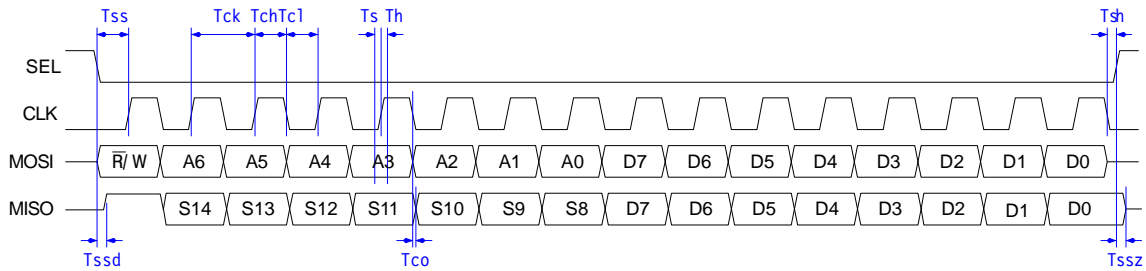 Tss Tck Tch Tcl Ts Th Tsh
SEL
CLK
MOSI R/W A6 A5 A4 A3 A2 A1 A0 D7 D6 D5 D4 D3 D2 D1 D0
MISO S14 S13 S12 S11 S10 S9 S8 D7 D6 D5 D4 D3 D2 D1 D0
Tssd Tco Tssz